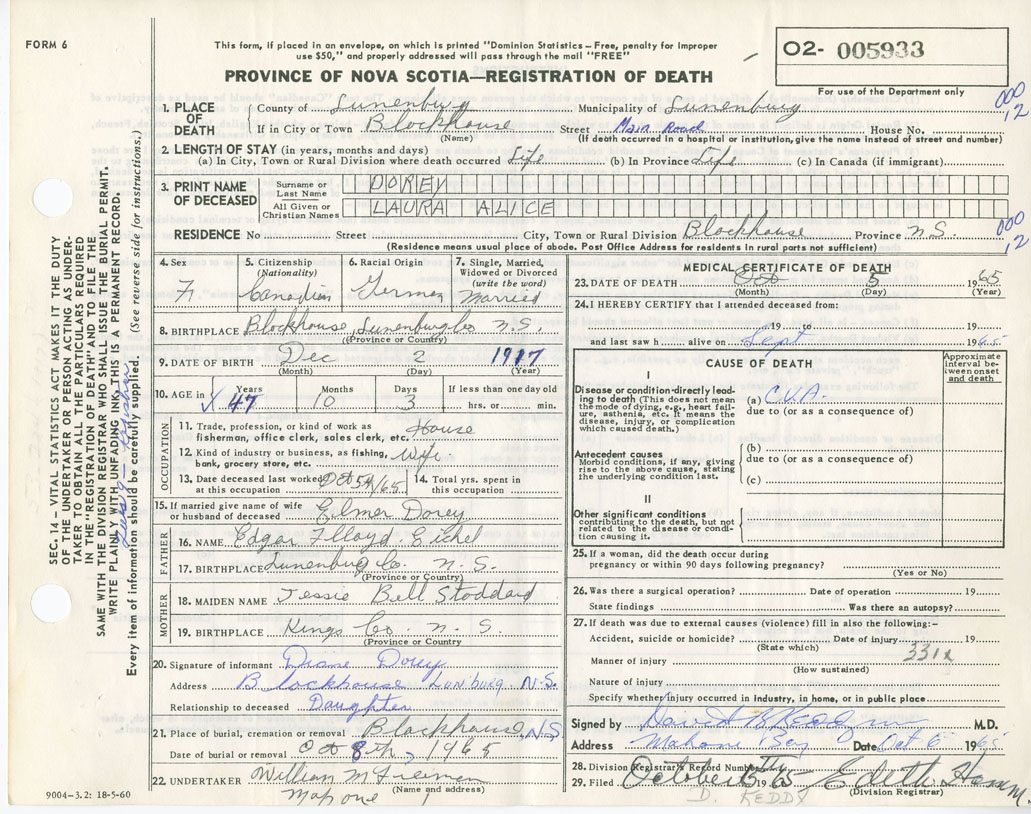 FORM 6
This form, if placed in an envelope, on which is printed "Dominion Statistics – Free, penalty for improper
use $50," and properly addressed will pass through the mail "FREE"
O2- 005933
PROVINCE OF NOVA SCOTIA—REGISTRATION OF DEATH
For use of the Department only
000
12
1. PLACE OF DEATH
County of Lunenburg Municipality of Lunenburg
If in City or Town Blockhouse Street Main Road House No.
(Name) (If death occurred in a hospital or institution, give the name instead of street and number)
2. LENGTH OF STAY (in years, months and days)
(a) In City, Town or Rural Division where death occurred Life (b) In Province Life (c) In Canada (if immigrant)
3. PRINT NAME OF DECEASED
Surname or Last Name DOREY
All Given or Christian Names LAURA ALICE
RESIDENCE No Street City, Town or Rural Division Blockhouse Province N.S.
000
12
(Residence means usual place of abode. Post Office Address for residents in rural parts not sufficient)
4. Sex F
5. Citizenship (Nationality) Canadian
6. Racial Origin German
7. Single, Married, Widowed or Divorced (write the word) Married
8. BIRTHPLACE Blockhouse, Lunenburg Co N.S.
(Province or Country)
9. DATE OF BIRTH Dec 2 1917
(Month) (Day) (Year)
10. AGE in Years 47 Months 10 Days 3 If less than one day old hrs. or min.
OCCUPATION
11. Trade, profession, or kind of work as
fisherman, office clerk, sales clerk, etc. House
12. Kind of industry or business, as fishing,
bank, grocery store, etc. Wife
13. Date deceased last worked at this occupation Oct 5th/65
14. Total yrs. spent in this occupation
15. If married give name of wife
or husband of deceased Elmer Dorey
FATHER
16. NAME Edgar Flloyd Eichel
17. BIRTHPLACE Lunenburg Co. N. S.
(Province or Country)
MOTHER
18. MAIDEN NAME Jessie Bell Stoddard
19. BIRTHPLACE Kings Co. N. S.
(Province or Country
20. Signature of informant Diane Dorey
Address Blockhouse Lunburg N.S.
Relationship to deceased Daughter
21. Place of burial, cremation or removal Blockhouse, N.S
Date of burial or removal Oct 8th, 1965
22. UNDERTAKER William M
(Name and address)
Mahone
9004-3.2: 18-5-60
MEDICAL CERTIFICATE OF DEATH
23. DATE OF DEATH Oct 5 1965
(Month) (Day) (Year)
24. I HEREBY CERTIFY that I attended deceased from:
19 to 19
and last saw h alive on Sept 1965
CAUSE OF DEATH
Approximate interval between onset and death
I
Disease or condition directly leading to death (This does not mean the mode of dying, e.g., heart failure, asthenia, etc. It means the disease, injury, or complication which caused death.)
(a) C.V.A.
due to (or as a consequence of)
Antecedent causes
Morbid conditions, if any, giving rise to the above cause, stating the underlying condition last.
(b)
due to (or as a consequence of)
(c)
II
Other significant conditions contributing to the death, but not related to the disease or condition causing it.
25. If a woman, did the death occur during
pregnancy or within 90 days following pregnancy?
(Yes or No)
26. Was there a surgical operation? Date of operation 19
State findings Was there an autopsy?
27. If death was due to external causes (violence) fill in also the following:–
Accident, suicide or homicide? Date of injury 19
(State which) 331x
Manner of injury
(How sustained)
Nature of injury
Specify whether injury occurred in industry, in home, or in public place
Signed by David B Keddy M.D.
Address Mahone Bay Date Oct 6 1965
28. Division Registrar's Record Number
29. Filed October 1965 Edith
(Division Registrar)
D. KEDDY
SEC. 14 – VITAL STATISTICS ACT MAKES IT THE DUTY
OF THE UNDERTAKER OR PERSON ACTING AS UNDER-
TAKER TO OBTAIN ALL THE PARTICULARS REQUIRED
IN THE "REGISTRATION OF DEATH" AND TO FILE THE
SAME WITH THE DIVISION REGISTRAR WHO SHALL ISSUE THE BURIAL PERMIT.
WRITE PLAINLY WITH UNFADING INK, THIS IS A PERMANENT RECORD.
Every item of information should be carefully supplied. (See reverse side for instructions.)